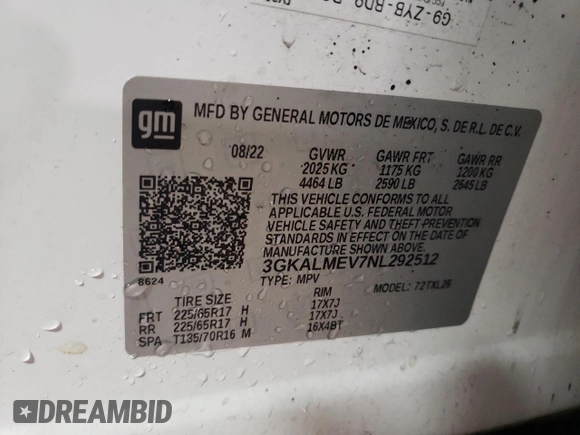 G9-ZYB-BD9
gm
MFD BY GENERAL MOTORS DE MEXICO, S. DE R.L. DE C.V.
08/22 GVWR GAWR FRT GAWR RR
2025 KG 1175 KG 1200 KG
4464 LB 2590 LB 2645 LB
THIS VEHICLE CONFORMS TO ALL
APPLICABLE U.S. FEDERAL MOTOR
VEHICLE SAFETY AND THEFT PREVENTION
STANDARDS IN EFFECT ON THE DATE OF
MANUFACTURE SHOWN ABOVE.
3GKALMEV7NL292512
8624 TYPE: MPV MODEL: 72TXL26
TIRE SIZE RIM
FRT 225/65R17 H 17X7J
RR 225/65R17 H 17X7J
SPA T135/70R16 M 16X4BT
DREAMBID